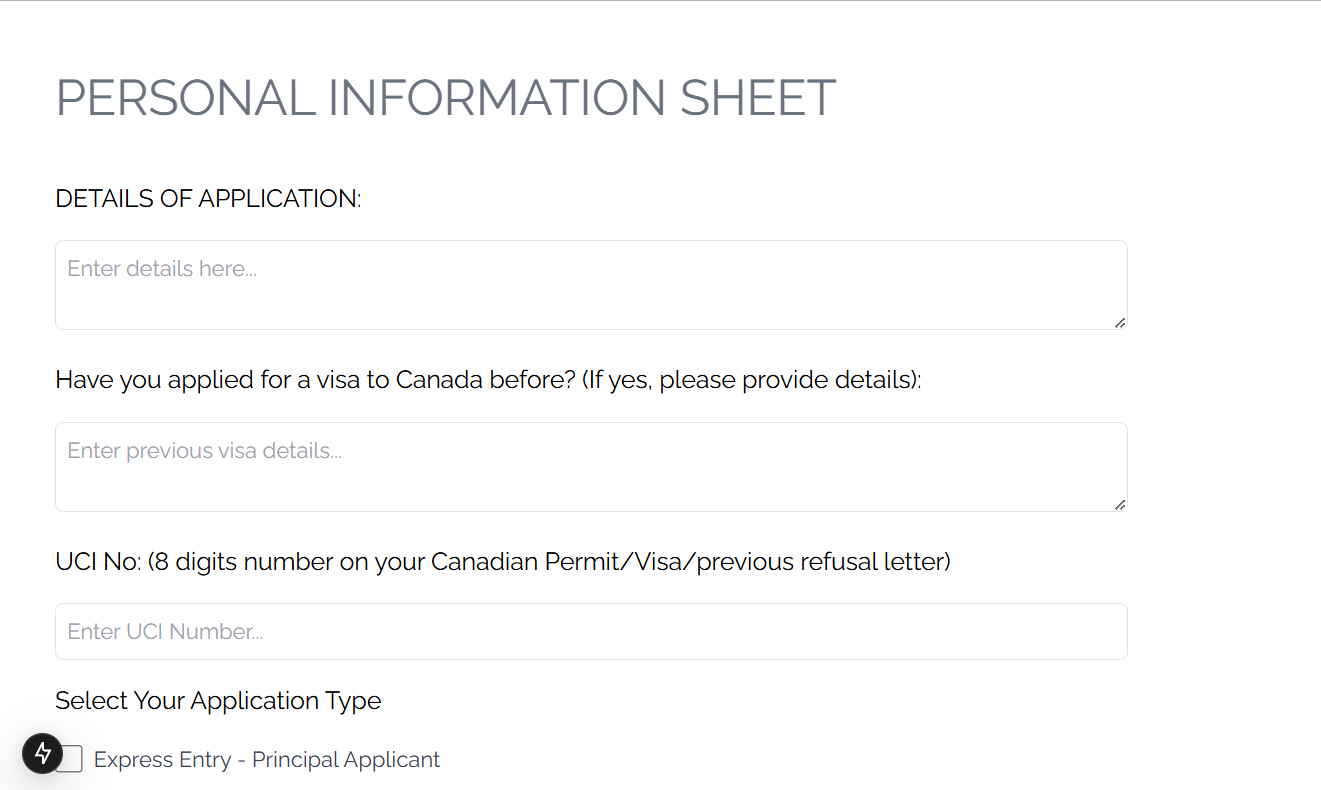 PERSONAL INFORMATION SHEET
DETAILS OF APPLICATION:
Enter details here...
Have you applied for a visa to Canada before? (If yes, please provide details):
Enter previous visa details...
UCI No: (8 digits number on your Canadian Permit/Visa/previous refusal letter)
Enter UCI Number...
Select Your Application Type
Express Entry - Principal Applicant